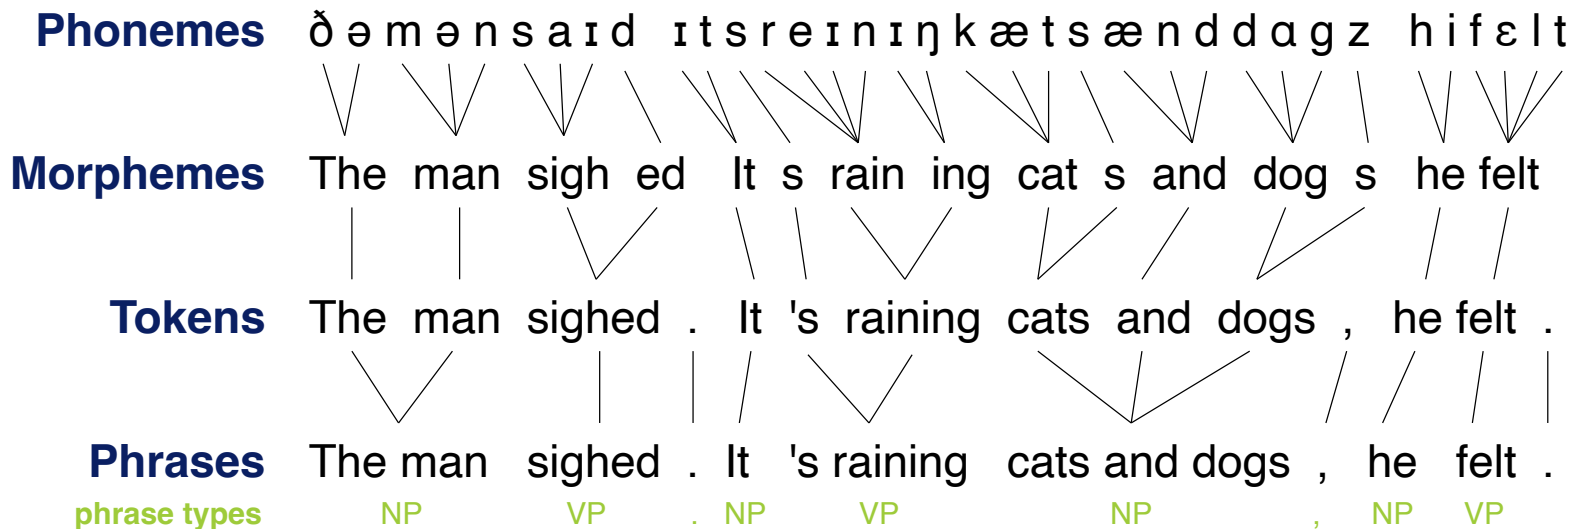 Phonemes ð ə m ə n s a ɪ d ɪ t s r e ɪ n ɪ ŋ k æ t s æ n d d ɑ g z h i f ɛ l t
Morphemes The man sigh ed It s rain ing cat s and dog s he felt
Tokens The man sighed . It 's raining cats and dogs , he felt .
Phrases The man sighed . It 's raining cats and dogs , he felt .
phrase types NP VP . NP VP NP , NP VP